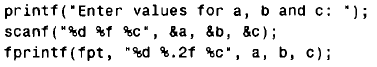 printf("Enter values for a, b and c: ");
scanf("%d %f %c", &a, &b, &c);
fprintf(fpt, "%d %.2f %c", a, b, c);